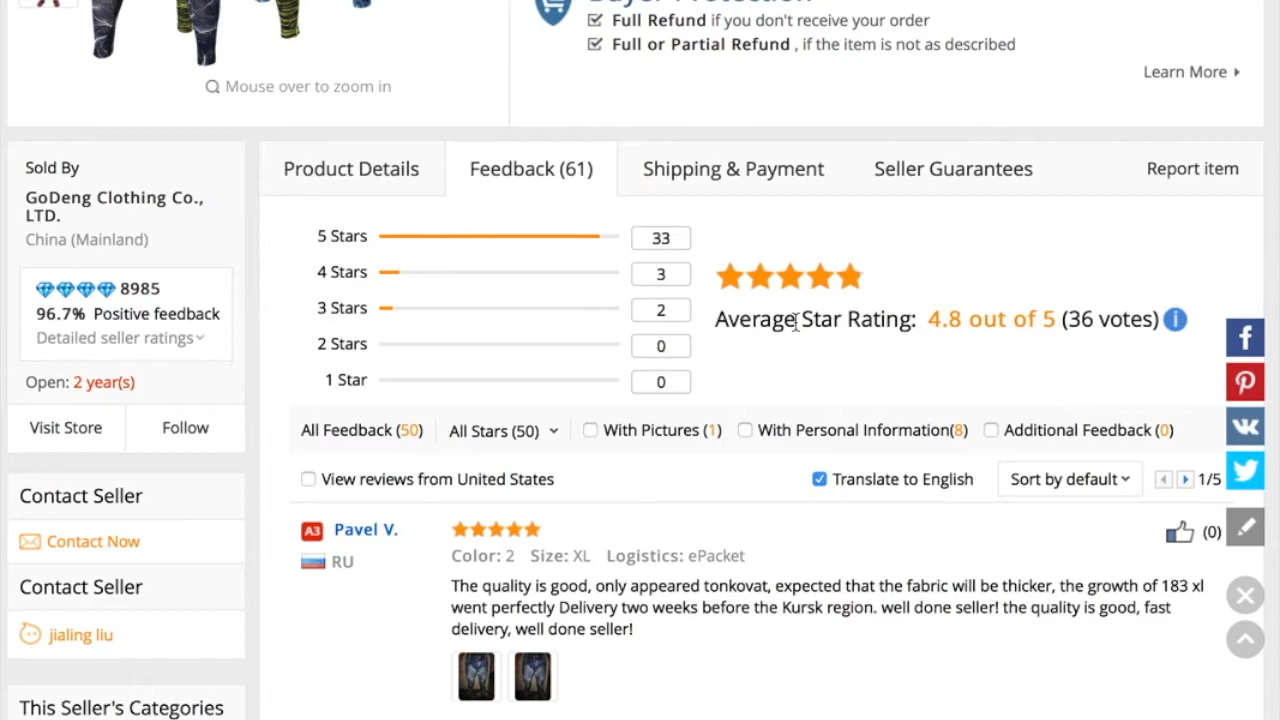 Buyer Protection
Full Refund if you don't receive your order
Full or Partial Refund , if the item is not as described
Learn More
Mouse over to zoom in
Sold By
GoDeng Clothing Co.,
LTD.
China (Mainland)
8985
96.7% Positive feedback
Detailed seller ratings
Open: 2 year(s)
Visit Store Follow
Contact Seller
Contact Now
Contact Seller
jialing liu
This Seller's Categories
Product Details Feedback (61) Shipping & Payment Seller Guarantees Report item
5 Stars 33
4 Stars 3
3 Stars 2
2 Stars 0
1 Star 0
Average Star Rating: 4.8 out of 5 (36 votes) i
All Feedback (50) All Stars (50) With Pictures (1) With Personal Information(8) Additional Feedback (0)
View reviews from United States Translate to English Sort by default 1/5
A3 Pavel V.
RU
(0)
Color: 2 Size: XL Logistics: ePacket
The quality is good, only appeared tonkovat, expected that the fabric will be thicker, the growth of 183 xl
went perfectly Delivery two weeks before the Kursk region. well done seller! the quality is good, fast
delivery, well done seller!